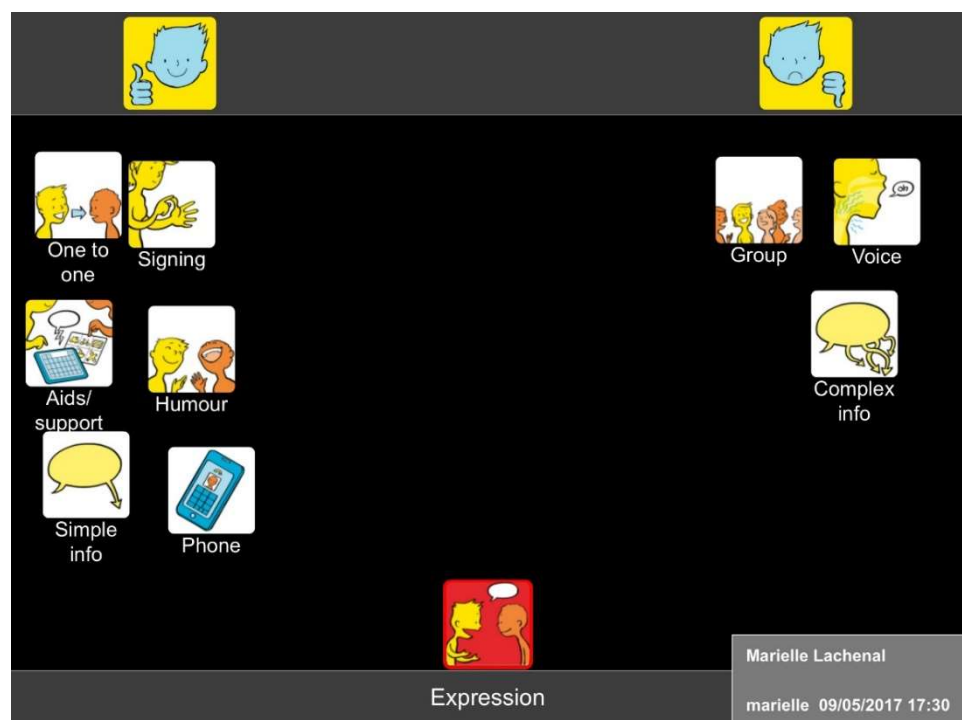 One to
one
Signing
Group
Voice
oh
Aids/
support
Humour
Complex
info
Simple
info
Phone
Expression
Marielle Lachenal
marielle 09/05/2017 17:30